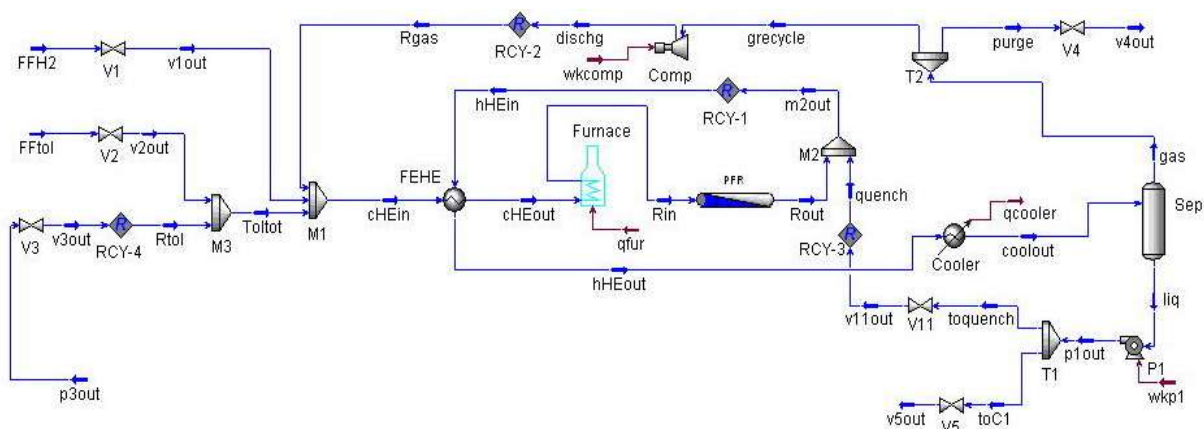 FFH2
V1
v1out
Rgas
R
RCY-2
dischg
wkcomp
Comp
grecycle
T2
purge
V4
v4out
FFtol
V2
v2out
hHEin
R
RCY-1
m2out
Furnace
M2
gas
FEHE
PFR
quench
V3
v3out
R
RCY-4
Rtol
M3
Toltot
M1
cHEin
cHEout
qfur
Rin
Rout
R
RCY-3
qcooler
Cooler
coolout
Sep
hHEout
liq
v11out
V11
toquench
T1
p1out
P1
wkp1
p3out
v5out
V5
toC1